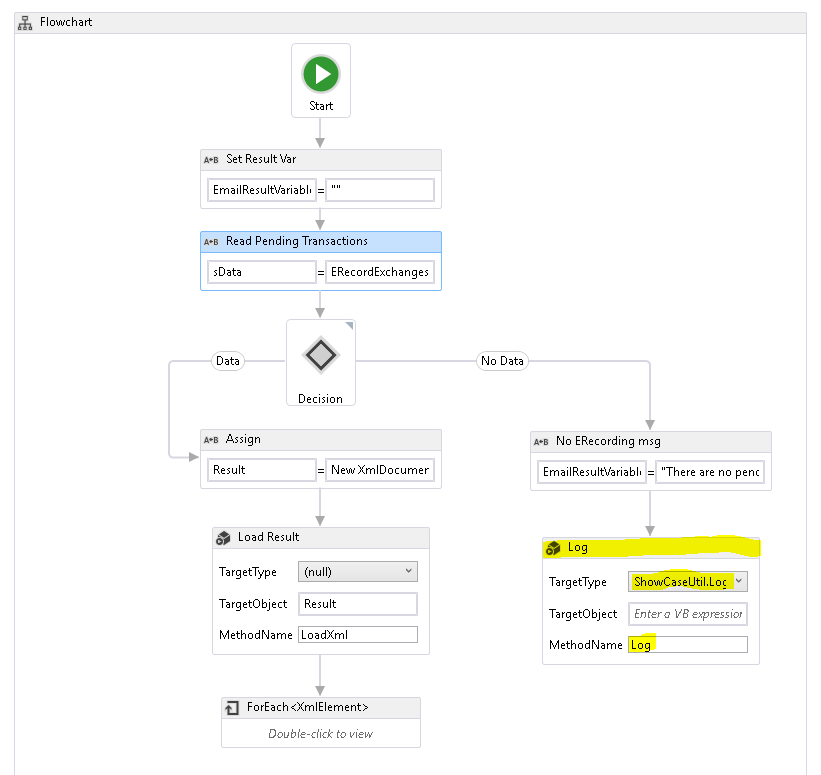 Flowchart
Start
A+B Set Result Var
EmailResultVariabl = ""
A+B Read Pending Transactions
sData = ERecordExchanges
Data
No Data
Decision
A+B Assign
Result = New XmlDocumen
A+B No ERecording msg
EmailResultVariabl = "There are no penc
Load Result
TargetType (null)
TargetObject Result
MethodName LoadXml
Log
TargetType ShowCaseUtil.Log
TargetObject Enter a VB expression
MethodName Log
ForEach<XmlElement>
Double-click to view